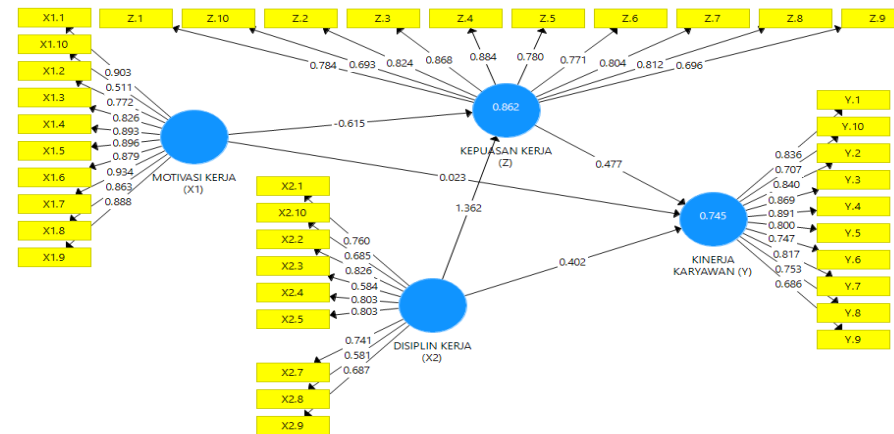 X1.1
X1.10
X1.2
X1.3
X1.4
X1.5
X1.6
X1.7
X1.8
X1.9
0.903
0.511
0.772
0.826
0.893
0.896
0.879
0.934
0.863
0.888
MOTIVASI KERJA
(X1)
Z.1
Z.10
Z.2
Z.3
Z.4
Z.5
Z.6
Z.7
Z.8
Z.9
0.784
0.693
0.824
0.868
0.884
0.780
0.771
0.804
0.812
0.696
0.862
KEPUASAN KERJA
(Z)
-0.615
0.023
1.362
0.477
0.402
X2.1
X2.10
X2.2
X2.3
X2.4
X2.5
X2.7
X2.8
X2.9
0.760
0.685
0.826
0.584
0.803
0.803
0.741
0.581
0.687
DISIPLIN KERJA
(X2)
0.745
KINERJA
KARYAWAN (Y)
0.836
0.707
0.840
0.869
0.891
0.800
0.747
0.817
0.753
0.686
Y.1
Y.10
Y.2
Y.3
Y.4
Y.5
Y.6
Y.7
Y.8
Y.9